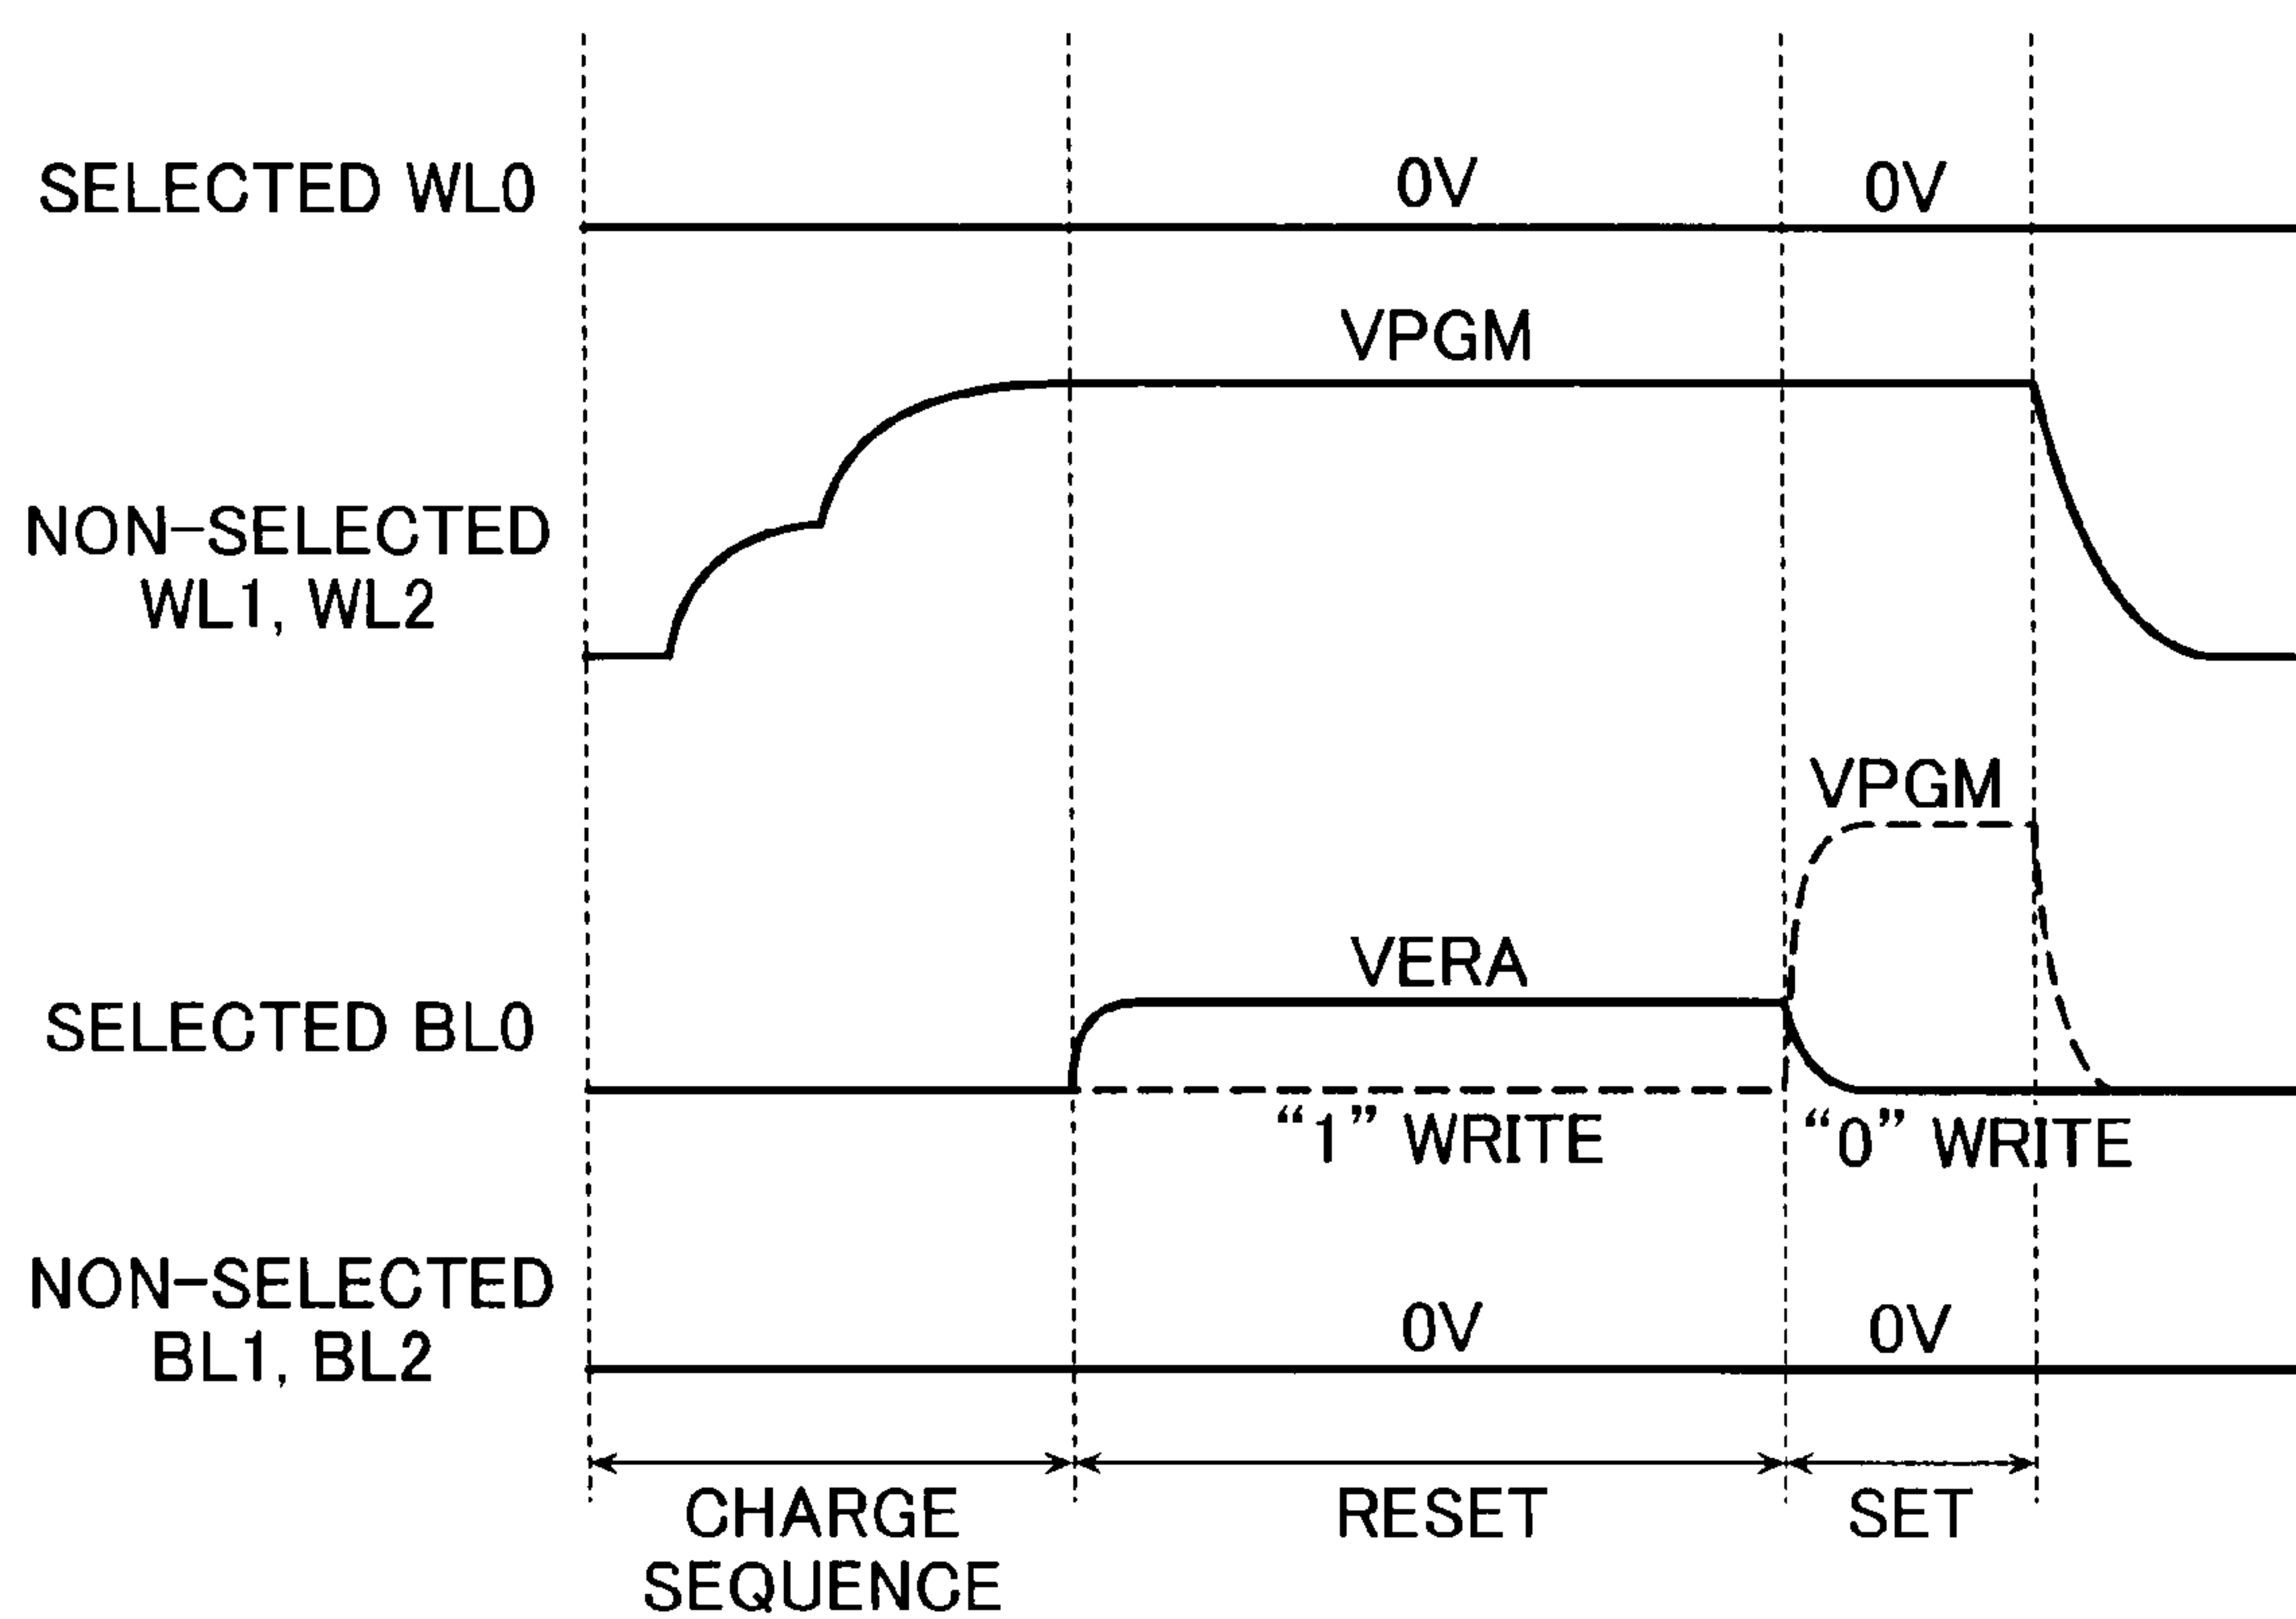 0V
0V
SELECTED WL0
VPGM
NON-SELECTED
WL1, WL2
VPGM
VERA
SELECTED BL0
“1” WRITE
“0” WRITE
NON-SELECTED
BL1, BL2
0V
0V
CHARGE
SEQUENCE
RESET
SET